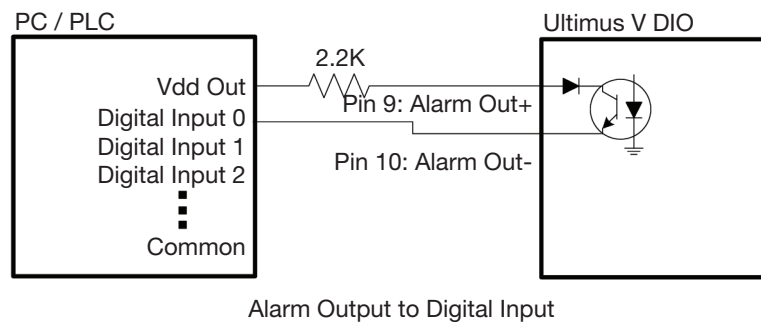 PC / PLC
Ultimus V DIO
2.2K
Vdd Out
Pin 9: Alarm Out+
Digital Input 0
Digital Input 1
Pin 10: Alarm Out-
Digital Input 2
Common
Alarm Output to Digital Input